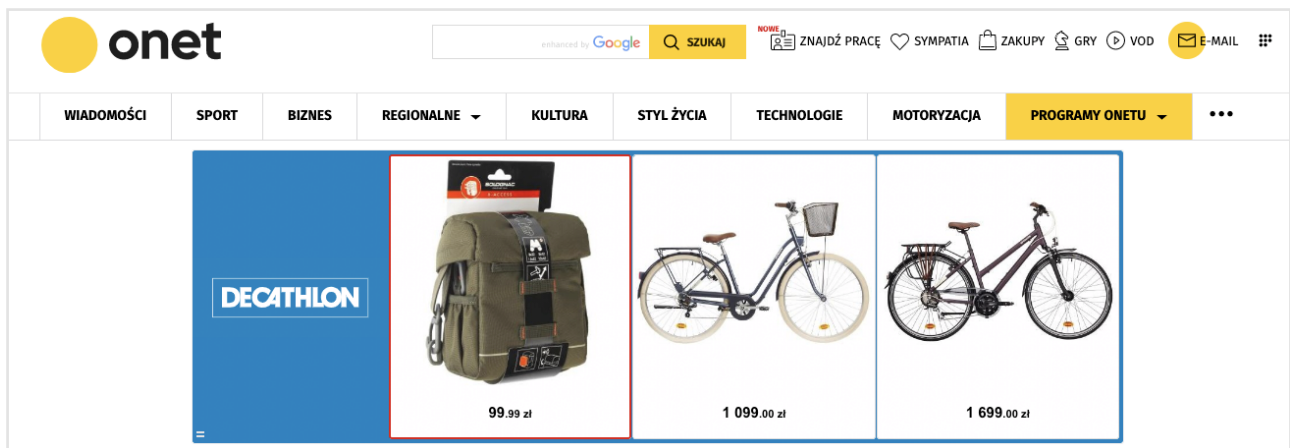 onet
enhanced by Google
SZUKAJ
NOWE
ZNAJDŹ PRACĘ
SYMPATIA
ZAKUPY
GRY
VOD
E-MAIL
WIADOMOŚCI
SPORT
BIZNES
REGIONALNE
KULTURA
STYL ŻYCIA
TECHNOLOGIE
MOTORYZACJA
PROGRAMY ONETU
DECATHLON
99.99 zł
1 099.00 zł
1 699.00 zł